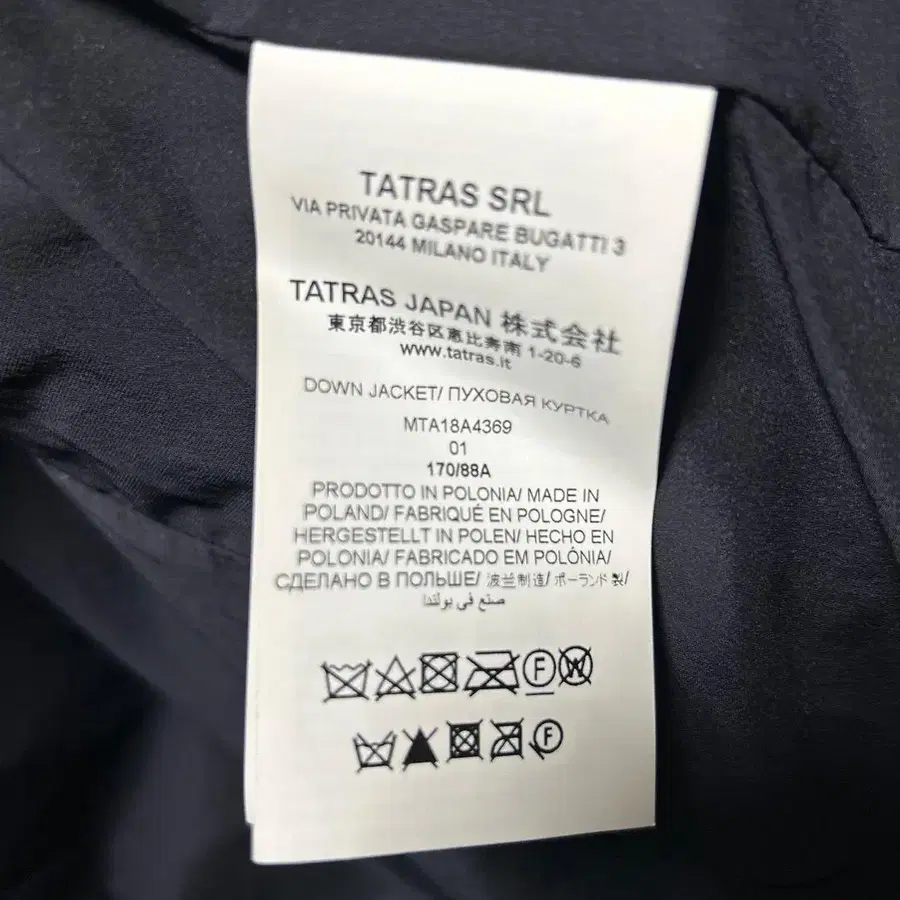 TATRAS SRL
VIA PRIVATA GASPARE BUGATTI 3
20144 MILANO ITALY
TATRAS JAPAN 株式会社
東京都渋谷区恵比寿南 1-20-6
www.tatras.it
DOWN JACKET/ ПУХОВАЯ КУРТКА
MTA18A4369
01
170/88A
PRODOTTO IN POLONIA/ MADE IN
POLAND/ FABRIQUÉ EN POLOGNE/
HERGESTELLT IN POLEN/ HECHO EN
POLONIA/ FABRICADO EM POLÓNIA/
СДЕЛАНО В ПОЛЬШЕ/ 波兰制造/ ポーランド製/
صنع في بولندا
F W
F